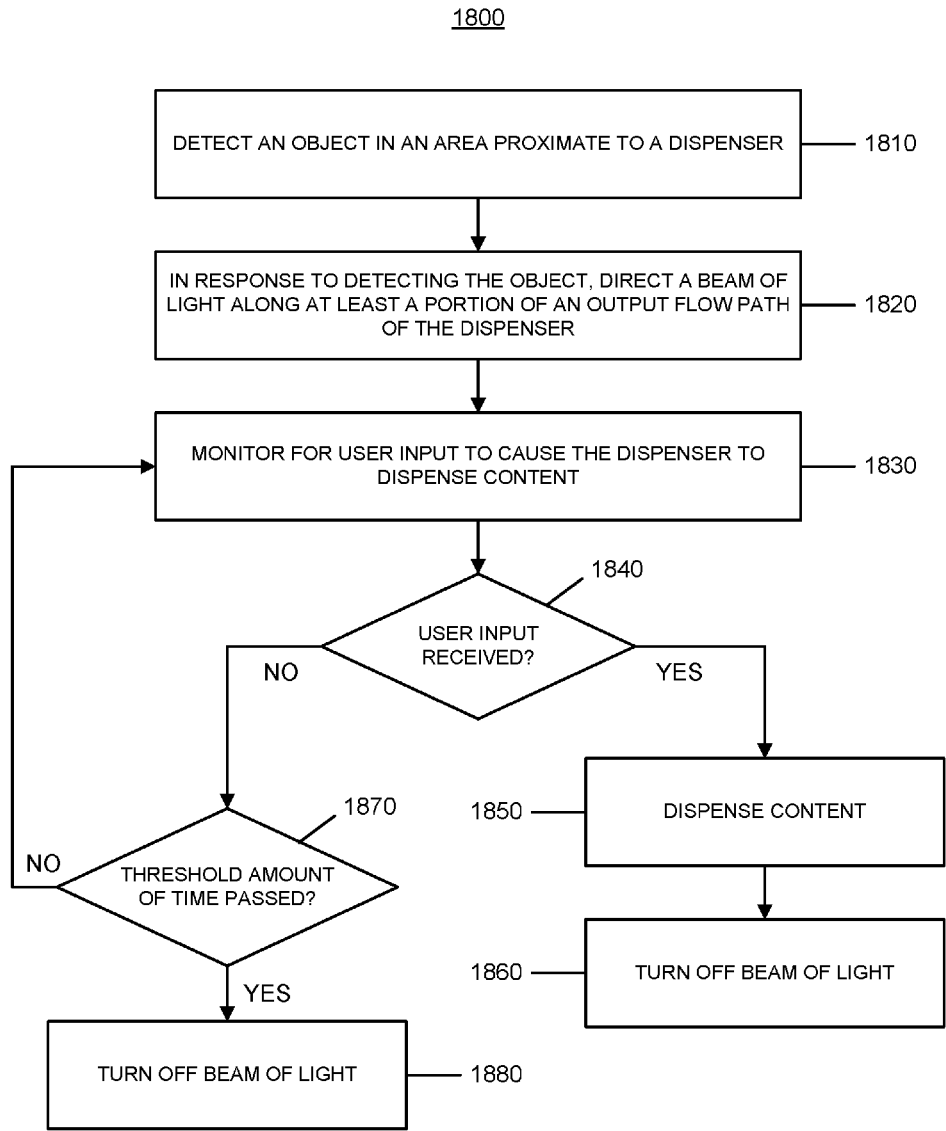 1800
DETECT AN OBJECT IN AN AREA PROXIMATE TO A DISPENSER
1810
IN RESPONSE TO DETECTING THE OBJECT, DIRECT A BEAM OF
LIGHT ALONG AT LEAST A PORTION OF AN OUTPUT FLOW PATH
OF THE DISPENSER
1820
MONITOR FOR USER INPUT TO CAUSE THE DISPENSER TO
DISPENSE CONTENT
1830
1840
USER INPUT
RECEIVED?
NO
YES
1850
DISPENSE CONTENT
1870
NO
THRESHOLD AMOUNT
OF TIME PASSED?
1860
TURN OFF BEAM OF LIGHT
YES
TURN OFF BEAM OF LIGHT
1880